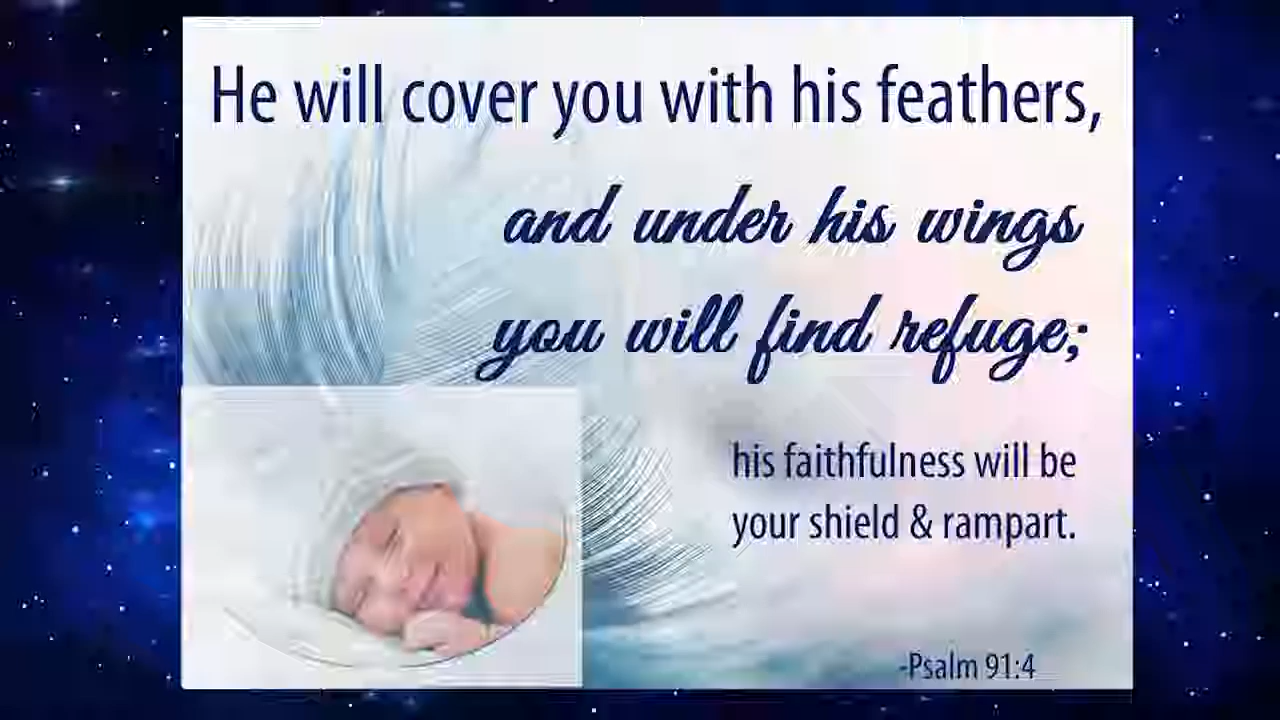 He will cover you with his feathers,
and under his wings
you will find refuge;
his faithfulness will be
your shield & rampart.
-Psalm 91:4